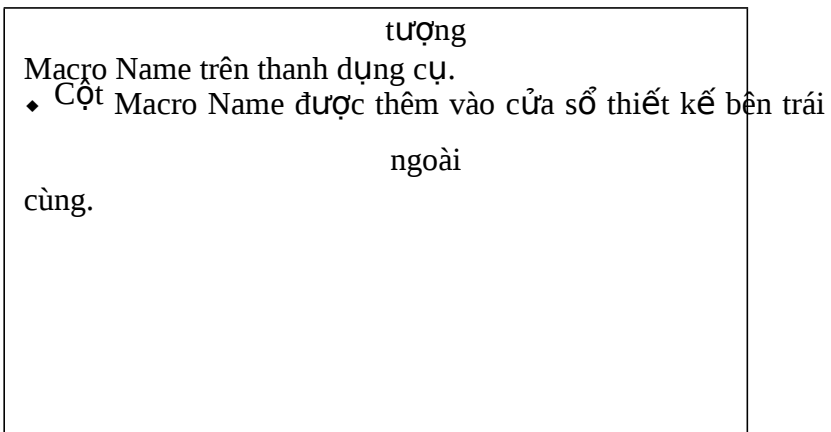 tượng
Macro Name trên thanh dụng cụ.
◆ Cột Macro Name được thêm vào cửa sổ thiết kế bên trái
ngoài
cùng.